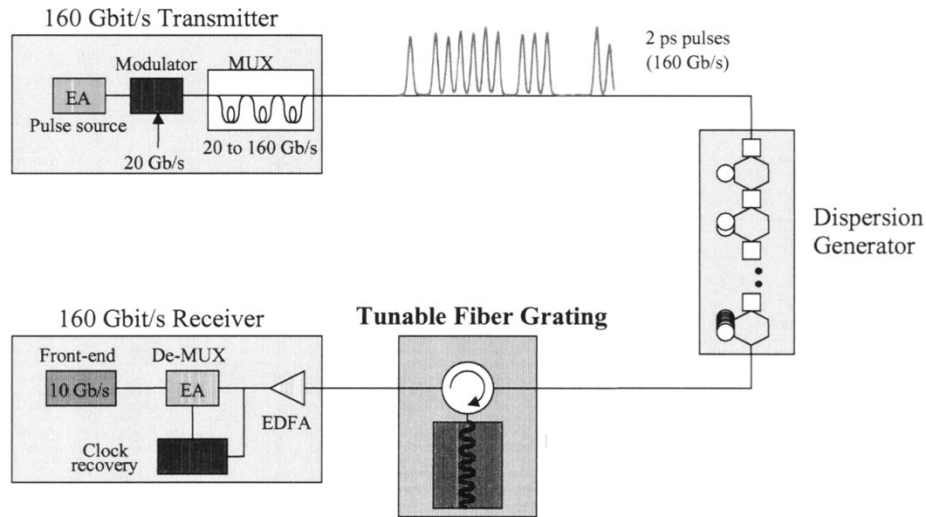 160 Gbit/s Transmitter
Modulator
MUX
EA
Pulse source
20 Gb/s
20 to 160 Gb/s
2 ps pulses
(160 Gb/s)
Dispersion
Generator
160 Gbit/s Receiver
Front-end
De-MUX
10 Gb/s
EA
EDFA
Clock
recovery
Tunable Fiber Grating